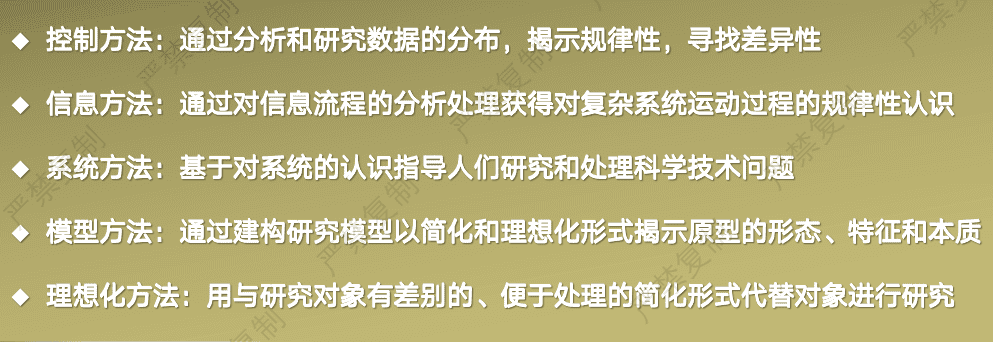 ◆ 控制方法：通过分析和研究数据的分布，揭示规律性，寻找差异性
◆ 信息方法：通过对信息流程的分析处理获得对复杂系统运动过程的规律性认识
◆ 系统方法：基于对系统的认识指导人们研究和处理科学技术问题
◆ 模型方法：通过建构研究模型以简化和理想化形式揭示原型的形态、特征和本质
◆ 理想化方法：用与研究对象有差别的、便于处理的简化形式代替对象进行研究
严禁复制
严禁复制
严禁复制
严禁复制
严禁复制
严禁复制